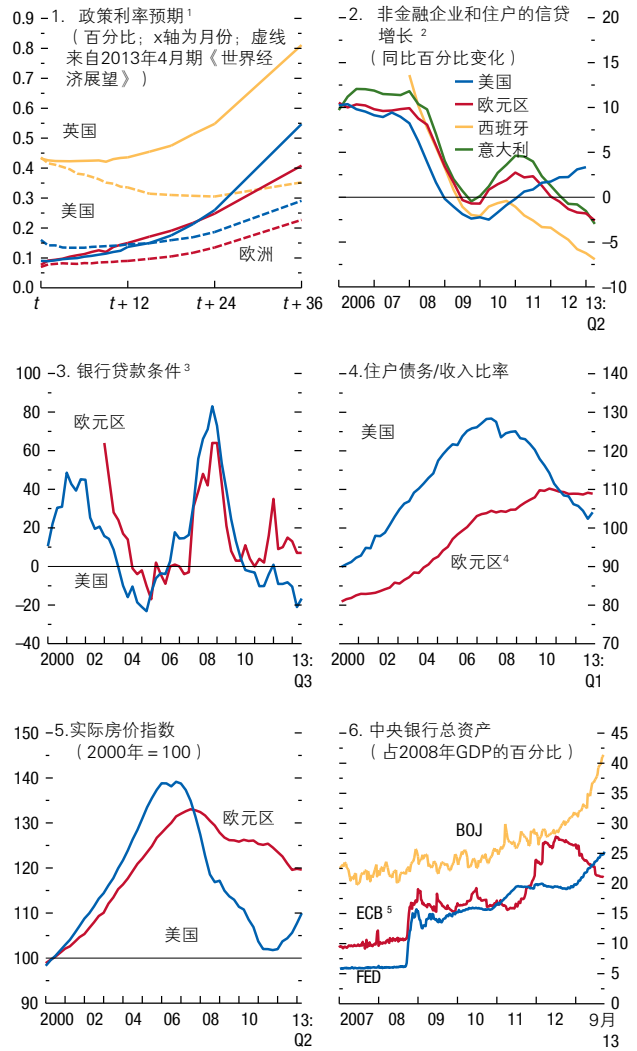 1. 政策利率预期 1
（百分比；x轴为月份；虚线
来自2013年4月期《世界经
济展望》）
0.9
0.8
0.7
0.6
0.5
0.4
0.3
0.2
0.1
0.0
英国
美国
欧洲
t
t + 12
t + 24
t + 36
2. 非金融企业和住户的信贷
增长 2
（同比百分比变化）
美国
欧元区
西班牙
意大利
20
15
10
5
0
–5
–10
2006 07 08 09 10 11 12 13:
Q2
3. 银行贷款条件 3
100
80
60
40
20
0
–20
–40
欧元区
美国
2000 02 04 06 08 10 13:
Q3
4.住户债务/收入比率
美国
欧元区4
140
130
120
110
100
90
80
70
2000 02 04 06 08 10 13:
Q1
5.实际房价指数
（2000年＝100）
150
140
130
120
110
100
90
欧元区
美国
2000 02 04 06 08 10 13:
Q2
6. 中央银行总资产
（占2008年GDP的百分比）
BOJ
ECB 5
FED
45
40
35
30
25
20
15
10
5
0
2007 08 09 10 11 12 9月
13